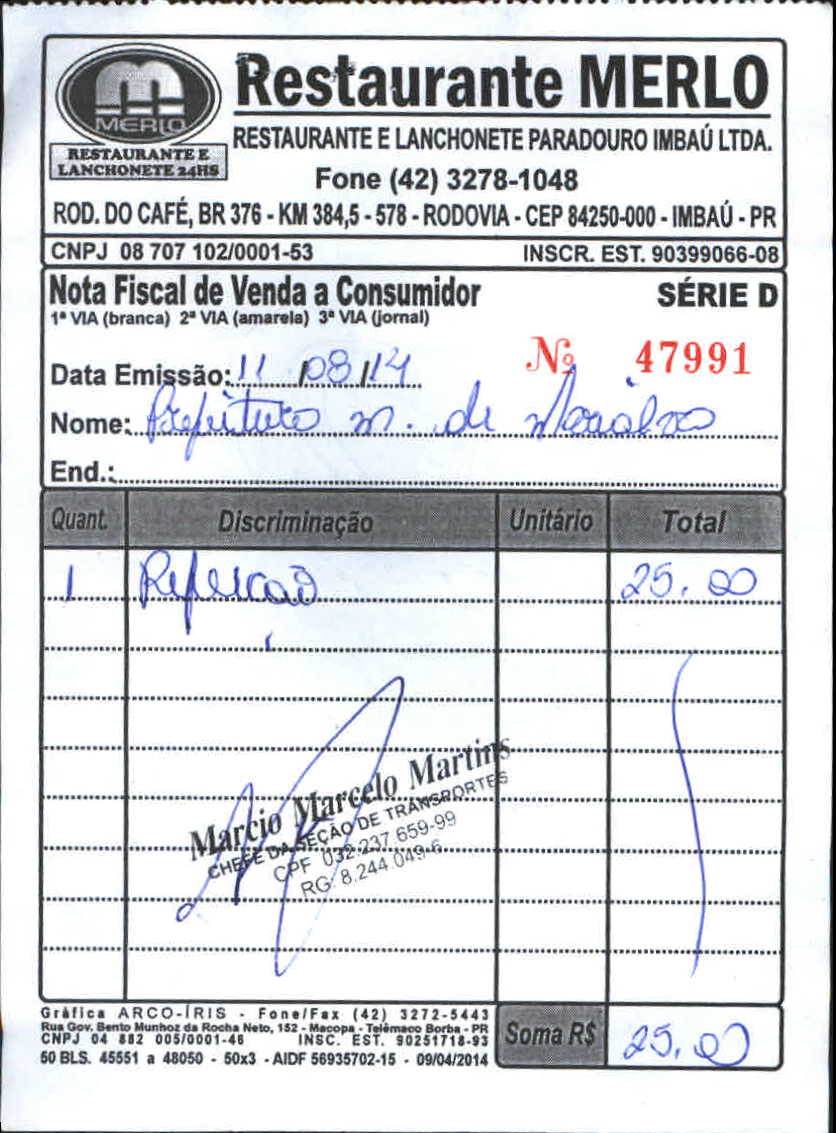 MERLO
RESTAURANTE E
LANCHONETE 24HS
Restaurante MERLO
RESTAURANTE E LANCHONETE PARADOURO IMBAÚ LTDA.
Fone (42) 3278-1048
ROD. DO CAFÉ, BR 376 - KM 384,5 - 578 - RODOVIA - CEP 84250-000 - IMBAÚ - PR
CNPJ 08 707 102/0001-53 INSCR. EST. 90399066-08
Nota Fiscal de Venda a Consumidor SÉRIE D
1ª VIA (branca) 2ª VIA (amarela) 3ª VIA (jornal)
Nº 47991
Data Emissão: 11/08/14
Nome: Prefeitura M. de Marialva
End.:
Quant. Discriminação Unitário Total
1 Refeição 25.00
Marcio Marcelo Martins
CHEFE DA SEÇÃO DE TRANSPORTES
CPF 032.237.659-99
RG: 8.244.049-6
Gráfica ARCO-ÍRIS - Fone/Fax (42) 3272-5443
Rua Gov. Bento Munhoz da Rocha Neto, 152 - Macopa - Telêmaco Borba - PR
CNPJ 04 882 005/0001-46 INSC. EST. 90251718-93
50 BLS. 45551 a 48050 - 50x3 - AIDF 56935702-15 - 09/04/2014
Soma R$ 25,00